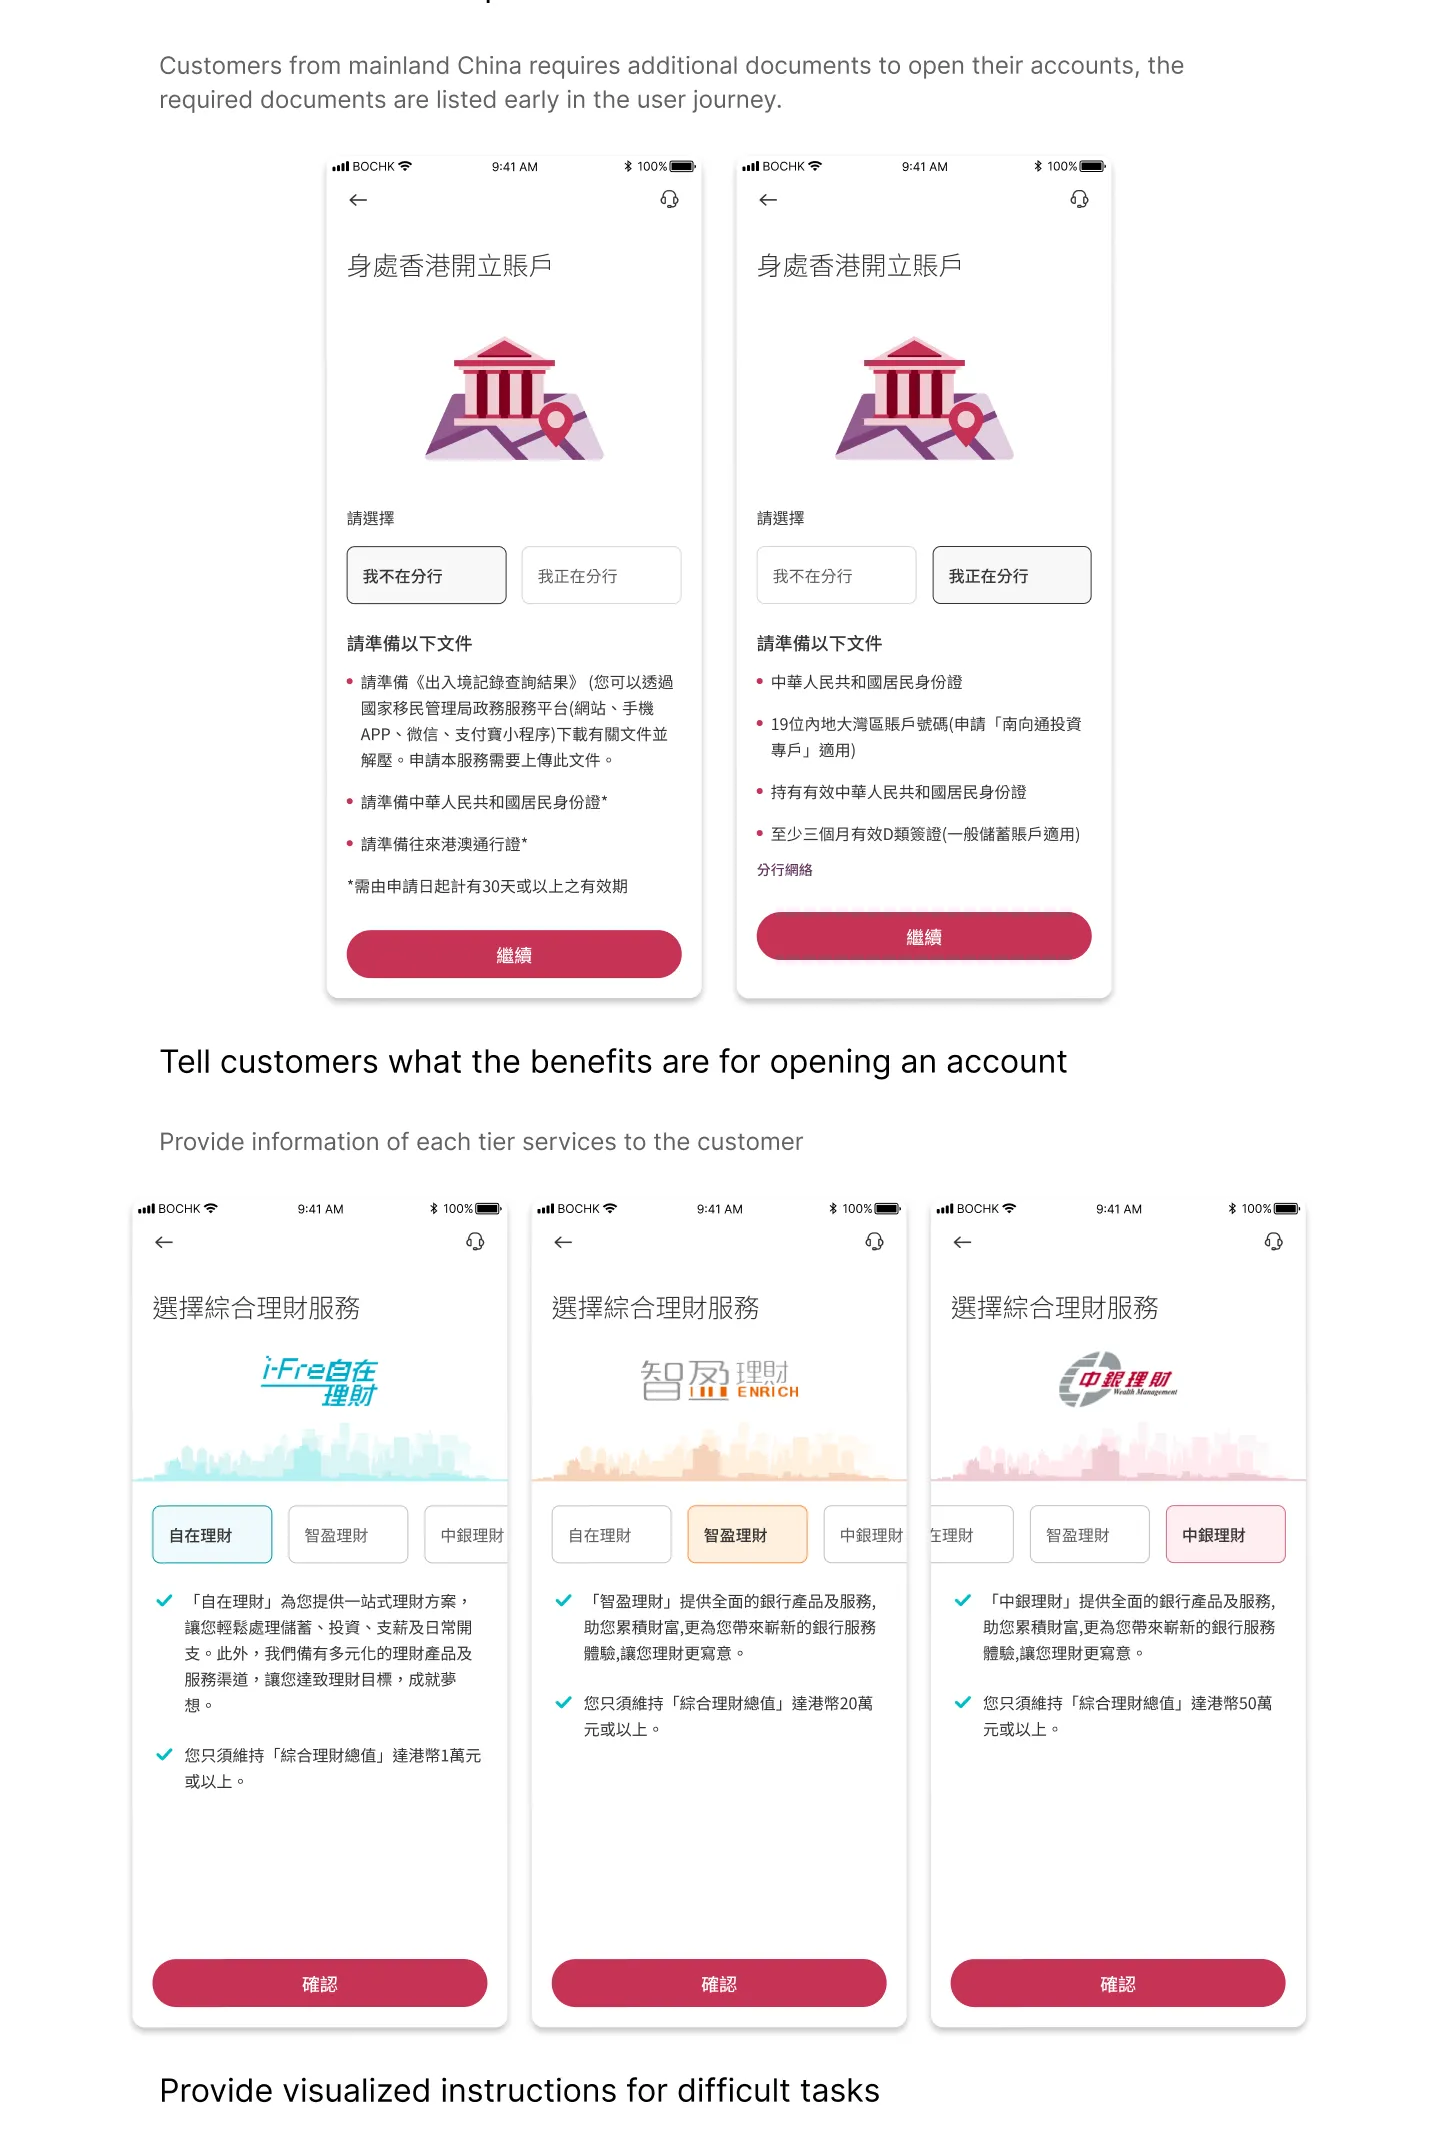 Customers from mainland China requires additional documents to open their accounts, the
required documents are listed early in the user journey.
BOCHK 9:41 AM 100%
身處香港開立賬戶
請選擇
我不在分行 我正在分行
請準備以下文件
• 請準備《出入境記錄查詢結果》 (您可以透過
國家移民管理局政務服務平台(網站、手機
APP、微信、支付寶小程序)下載有關文件並
解壓。申請本服務需要上傳此文件。
• 請準備中華人民共和國居民身份證*
• 請準備往來港澳通行證*
*需由申請日起計有30天或以上之有效期
繼續
BOCHK 9:41 AM 100%
身處香港開立賬戶
請選擇
我不在分行 我正在分行
請準備以下文件
• 中華人民共和國居民身份證
• 19位內地大灣區賬戶號碼(申請「南向通投資
專戶」適用)
• 持有有效中華人民共和國居民身份證
• 至少三個月有效D類簽證(一般儲蓄賬戶適用)
分行網絡
繼續
Tell customers what the benefits are for opening an account
Provide information of each tier services to the customer
BOCHK 9:41 AM 100%
選擇綜合理財服務
i-Free自在
理財
自在理財 智盈理財 中銀理財
「自在理財」為您提供一站式理財方案，
讓您輕鬆處理儲蓄、投資、支薪及日常開
支。此外，我們備有多元化的理財產品及
服務渠道，讓您達致理財目標，成就夢
想。
您只須維持「綜合理財總值」達港幣1萬元
或以上。
確認
BOCHK 9:41 AM 100%
選擇綜合理財服務
智盈理財
ENRICH
自在理財 智盈理財 中銀理財
「智盈理財」提供全面的銀行產品及服務,
助您累積財富,更為您帶來嶄新的銀行服務
體驗,讓您理財更寫意。
您只須維持「綜合理財總值」達港幣20萬
元或以上。
確認
BOCHK 9:41 AM 100%
選擇綜合理財服務
中銀理財
Wealth Management
在理財 智盈理財 中銀理財
「中銀理財」提供全面的銀行產品及服務,
助您累積財富,更為您帶來嶄新的銀行服務
體驗,讓您理財更寫意。
您只須維持「綜合理財總值」達港幣50萬
元或以上。
確認
Provide visualized instructions for difficult tasks